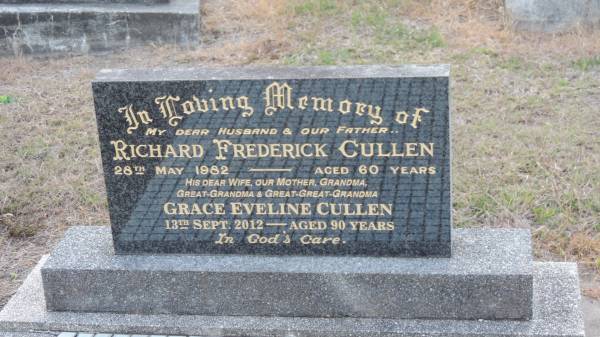 In Loving Memory of
MY DEAR HUSBAND & OUR FATHER..
RICHARD FREDERICK CULLEN
28TH MAY 1982 — AGED 60 YEARS
HIS DEAR WIFE, OUR MOTHER, GRANDMA,
GREAT-GRANDMA & GREAT-GREAT-GRANDMA
GRACE EVELINE CULLEN
13TH SEPT. 2012 — AGED 90 YEARS
In God's Care.